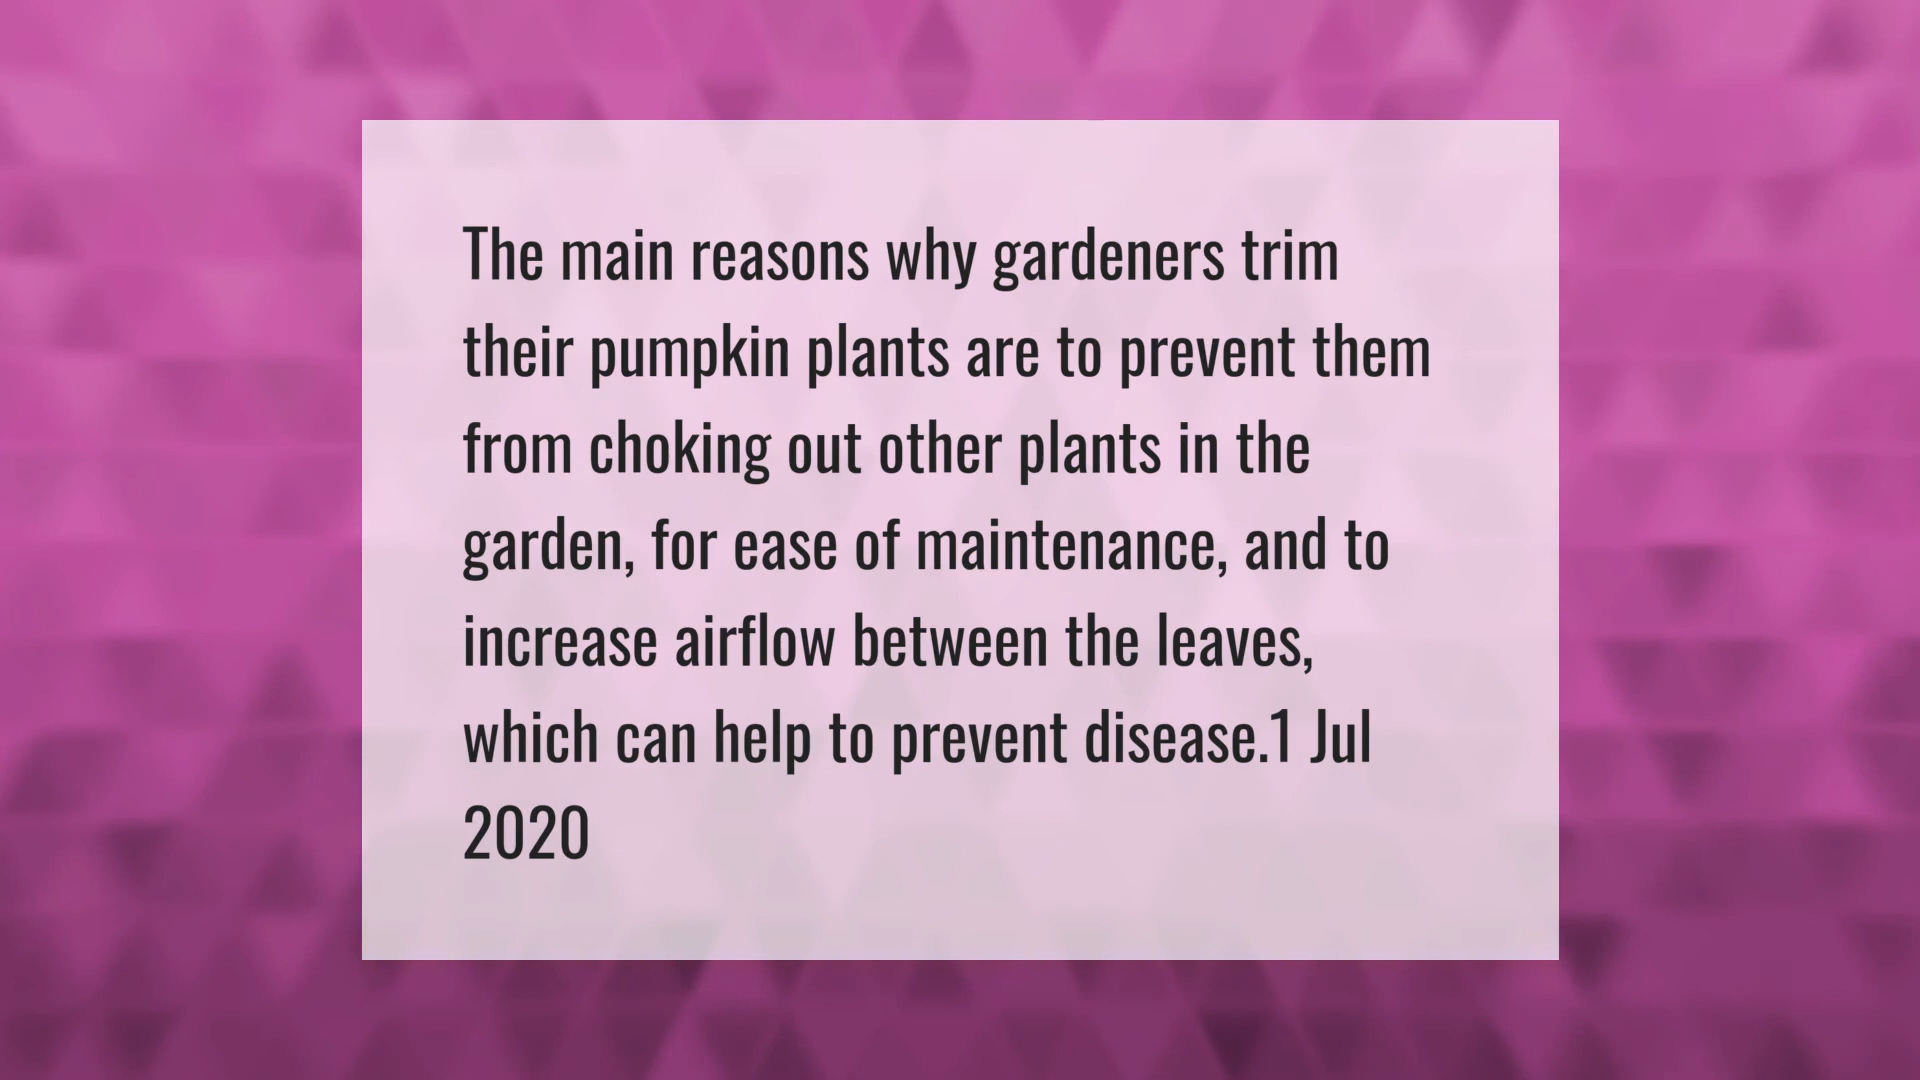 The main reasons why gardeners trim
their pumpkin plants are to prevent them
from choking out other plants in the
garden, for ease of maintenance, and to
increase airflow between the leaves,
which can help to prevent disease.1 Jul
2020